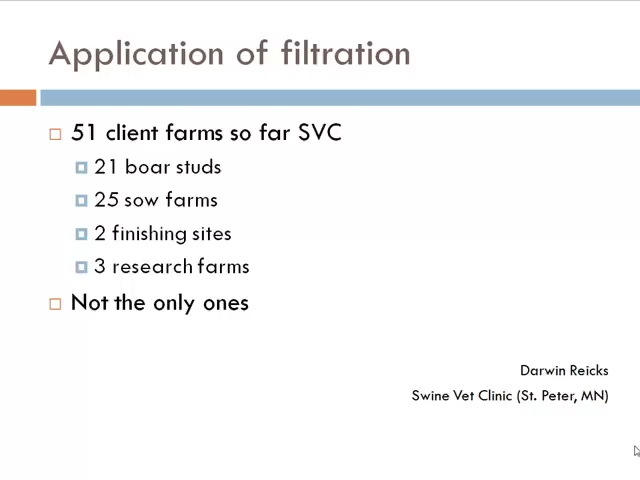 Application of filtration
51 client farms so far SVC
21 boar studs
25 sow farms
2 finishing sites
3 research farms
Not the only ones
Darwin Reicks
Swine Vet Clinic (St. Peter, MN)